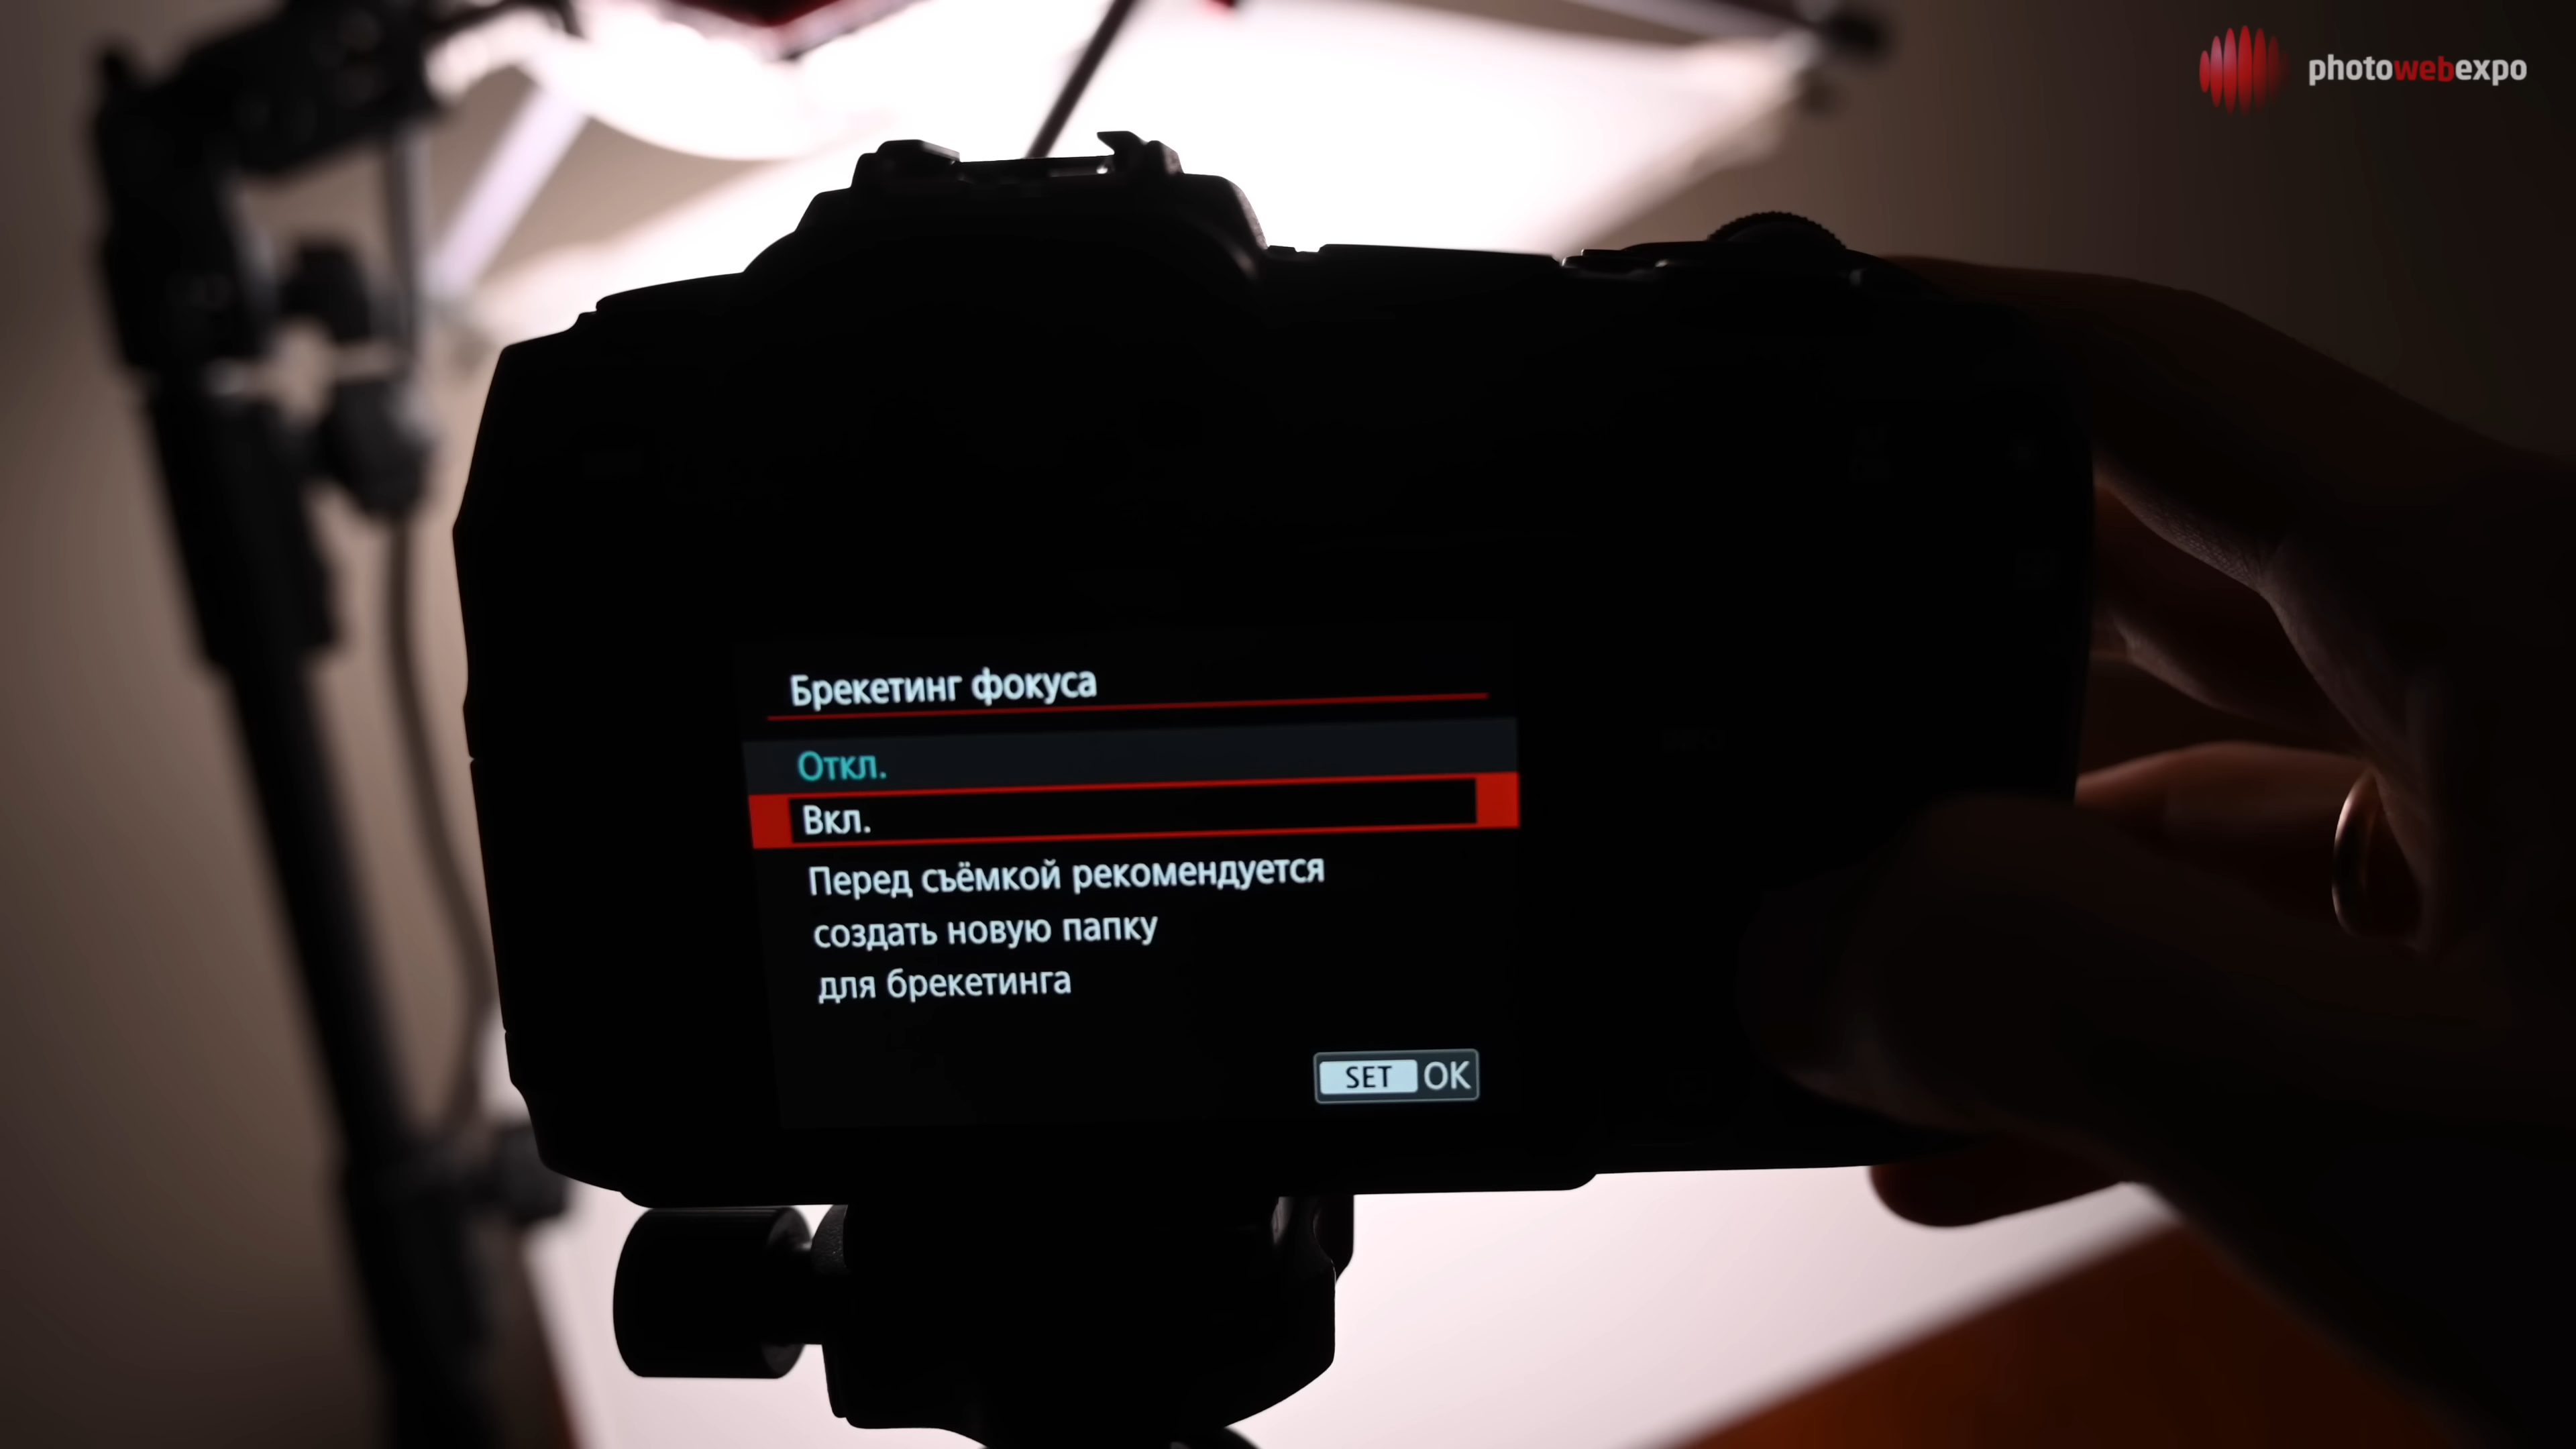 photowebexpo
Брекетинг фокуса
Откл.
Вкл.
Перед съёмкой рекомендуется
создать новую папку
для брекетинга
SET OK